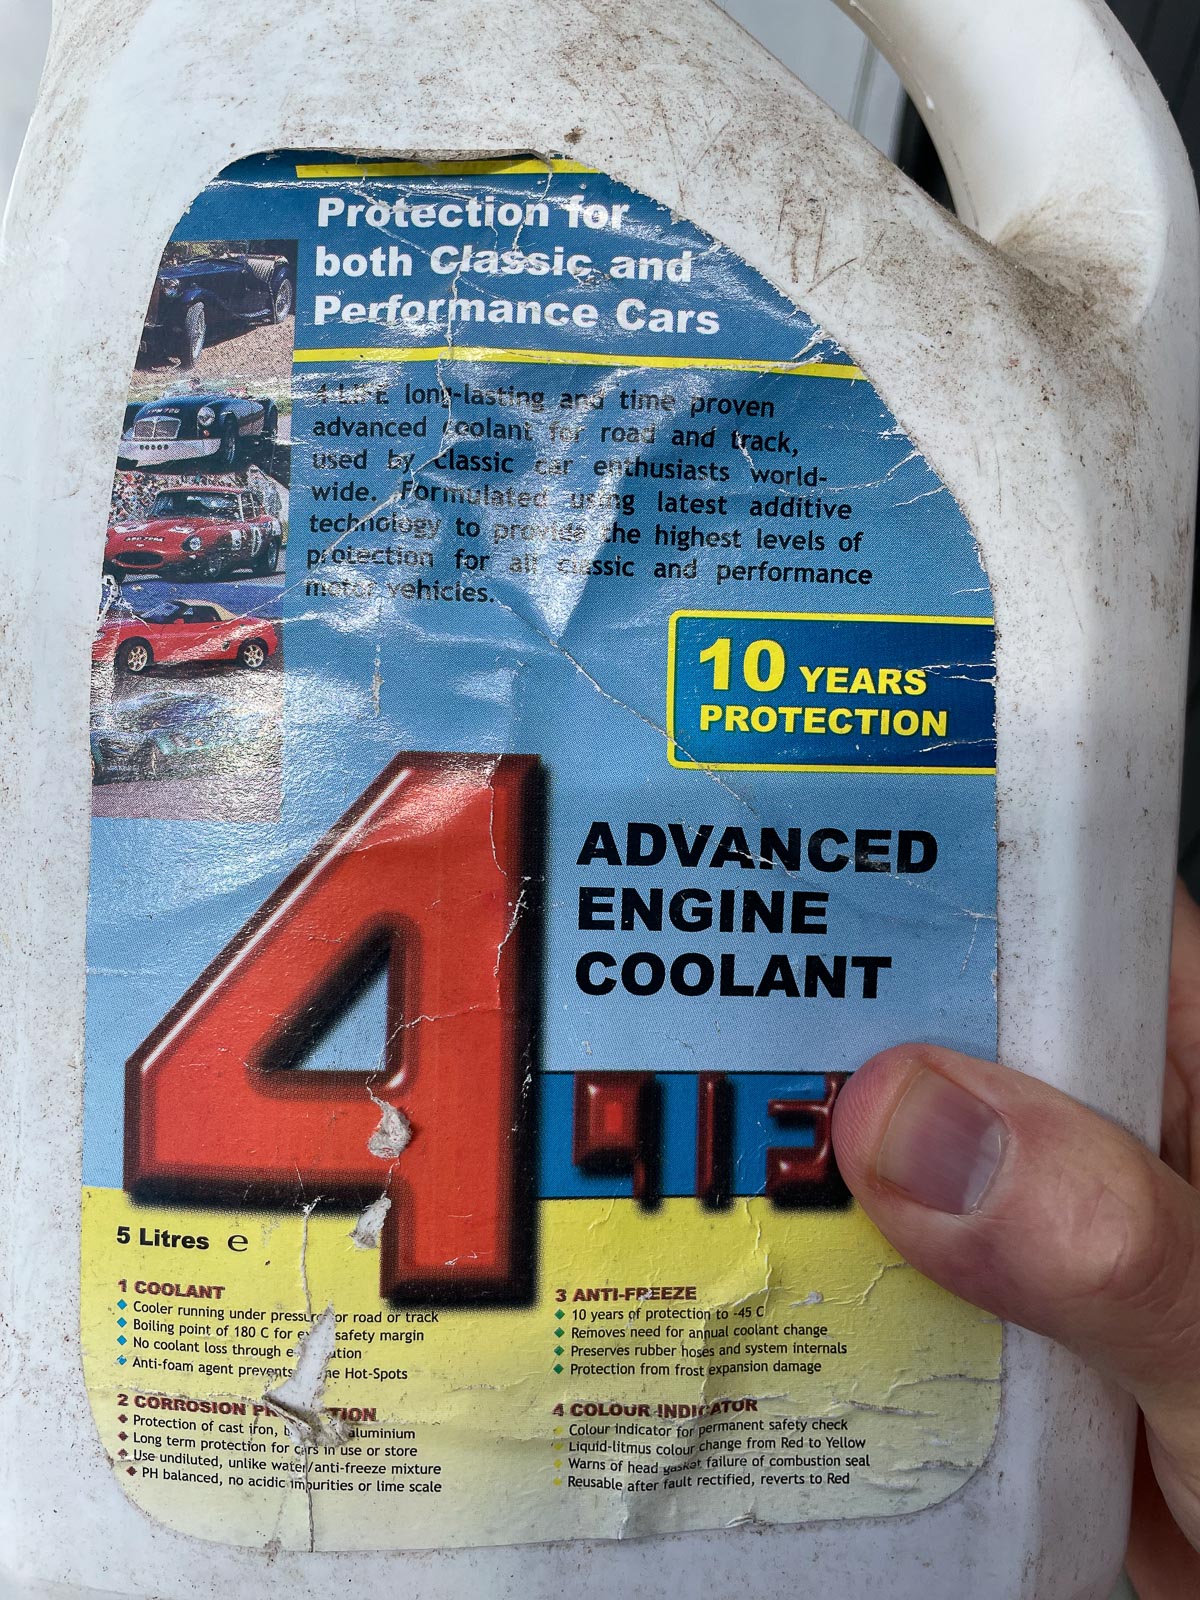 Protection for
both Classic and
Performance Cars
4-LIFE long-lasting and time proven
advanced coolant for road and track,
used by classic car enthusiasts world-
wide. Formulated using latest additive
technology to provide the highest levels of
protection for all classic and performance
motor vehicles.
10 YEARS
PROTECTION
ADVANCED
ENGINE
COOLANT
4
5 Litres ℮
1 COOLANT
Cooler running under pressure for road or track
Boiling point of 180 C for safety margin
No coolant loss through
Anti-foam agent prevents Hot-Spots
2 CORROSION PROTECTION
Protection of cast iron, aluminium
Long term protection for cars in use or store
Use undiluted, unlike water/anti-freeze mixture
PH balanced, no acidic impurities or lime scale
3 ANTI-FREEZE
10 years of protection to -45 C
Removes need for annual coolant change
Preserves rubber hoses and system internals
Protection from frost expansion damage
4 COLOUR INDICATOR
Colour indicator for permanent safety check
Liquid-litmus colour change from Red to Yellow
Warns of head gasket failure of combustion seal
Reusable after fault rectified, reverts to Red